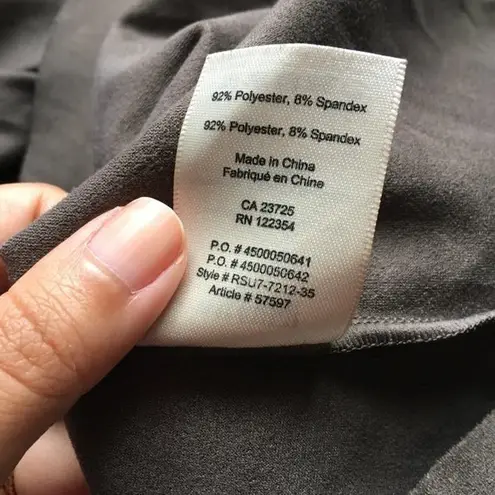 92% Polyester, 8% Spandex
92% Polyester, 8% Spandex
Made in China
Fabriqué en Chine
CA 23725
RN 122354
P.O. # 4500050641
P.O. # 4500050642
Style # RSU7-7212-35
Article # 57597